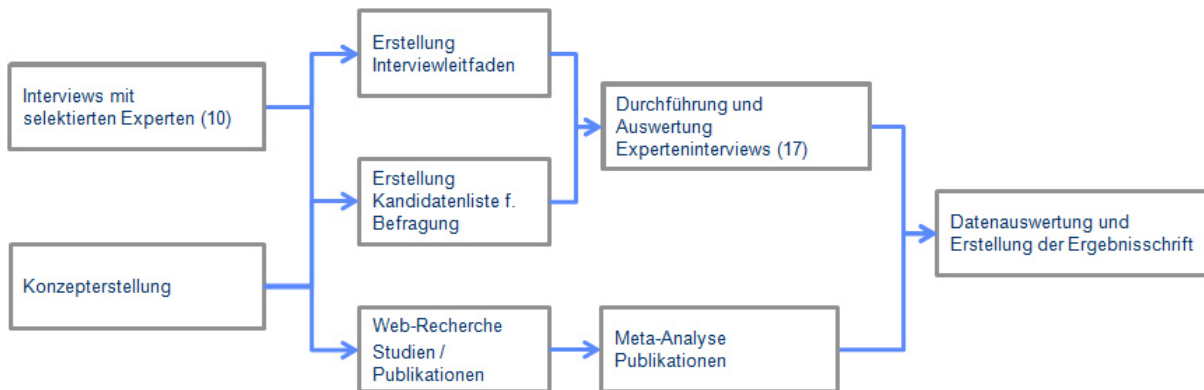 Interviews mit
selektierten Experten (10)
Konzepterstellung
Erstellung
Interviewleitfaden
Erstellung
Kandidatenliste f.
Befragung
Web-Recherche
Studien /
Publikationen
Durchführung und
Auswertung
Experteninterviews (17)
Meta-Analyse
Publikationen
Datenauswertung und
Erstellung der Ergebnisschrift